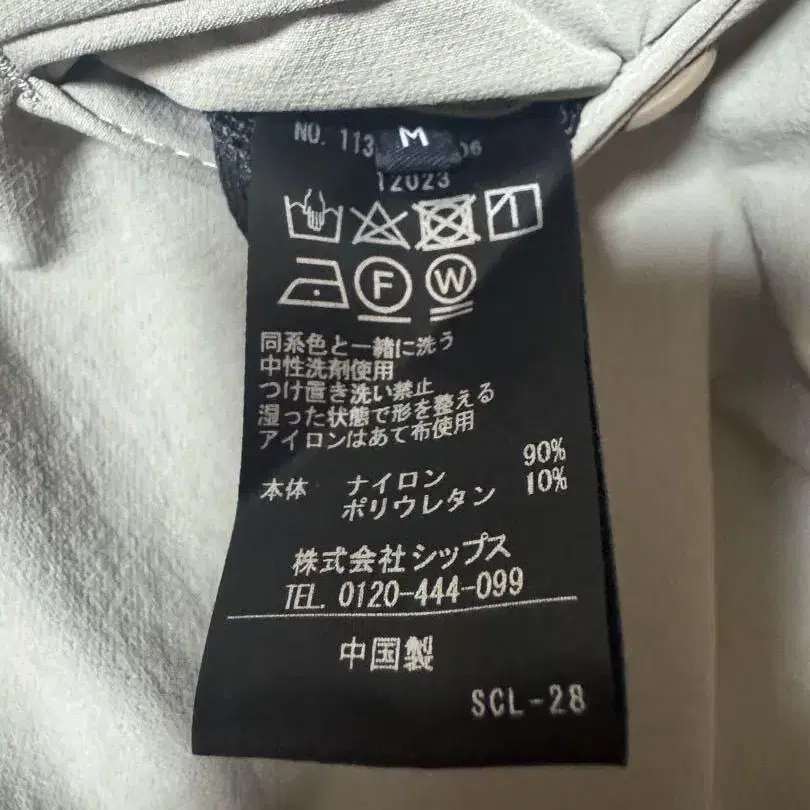 M
NO. 113
06
12023
F
W
同系色と一緒に洗う
中性洗剤使用
つけ置き洗い禁止
湿った状態で形を整える
アイロンはあて布使用
本体 ナイロン 90%
ポリウレタン 10%
株式会社シップス
TEL. 0120-444-099
中国製
SCL-28